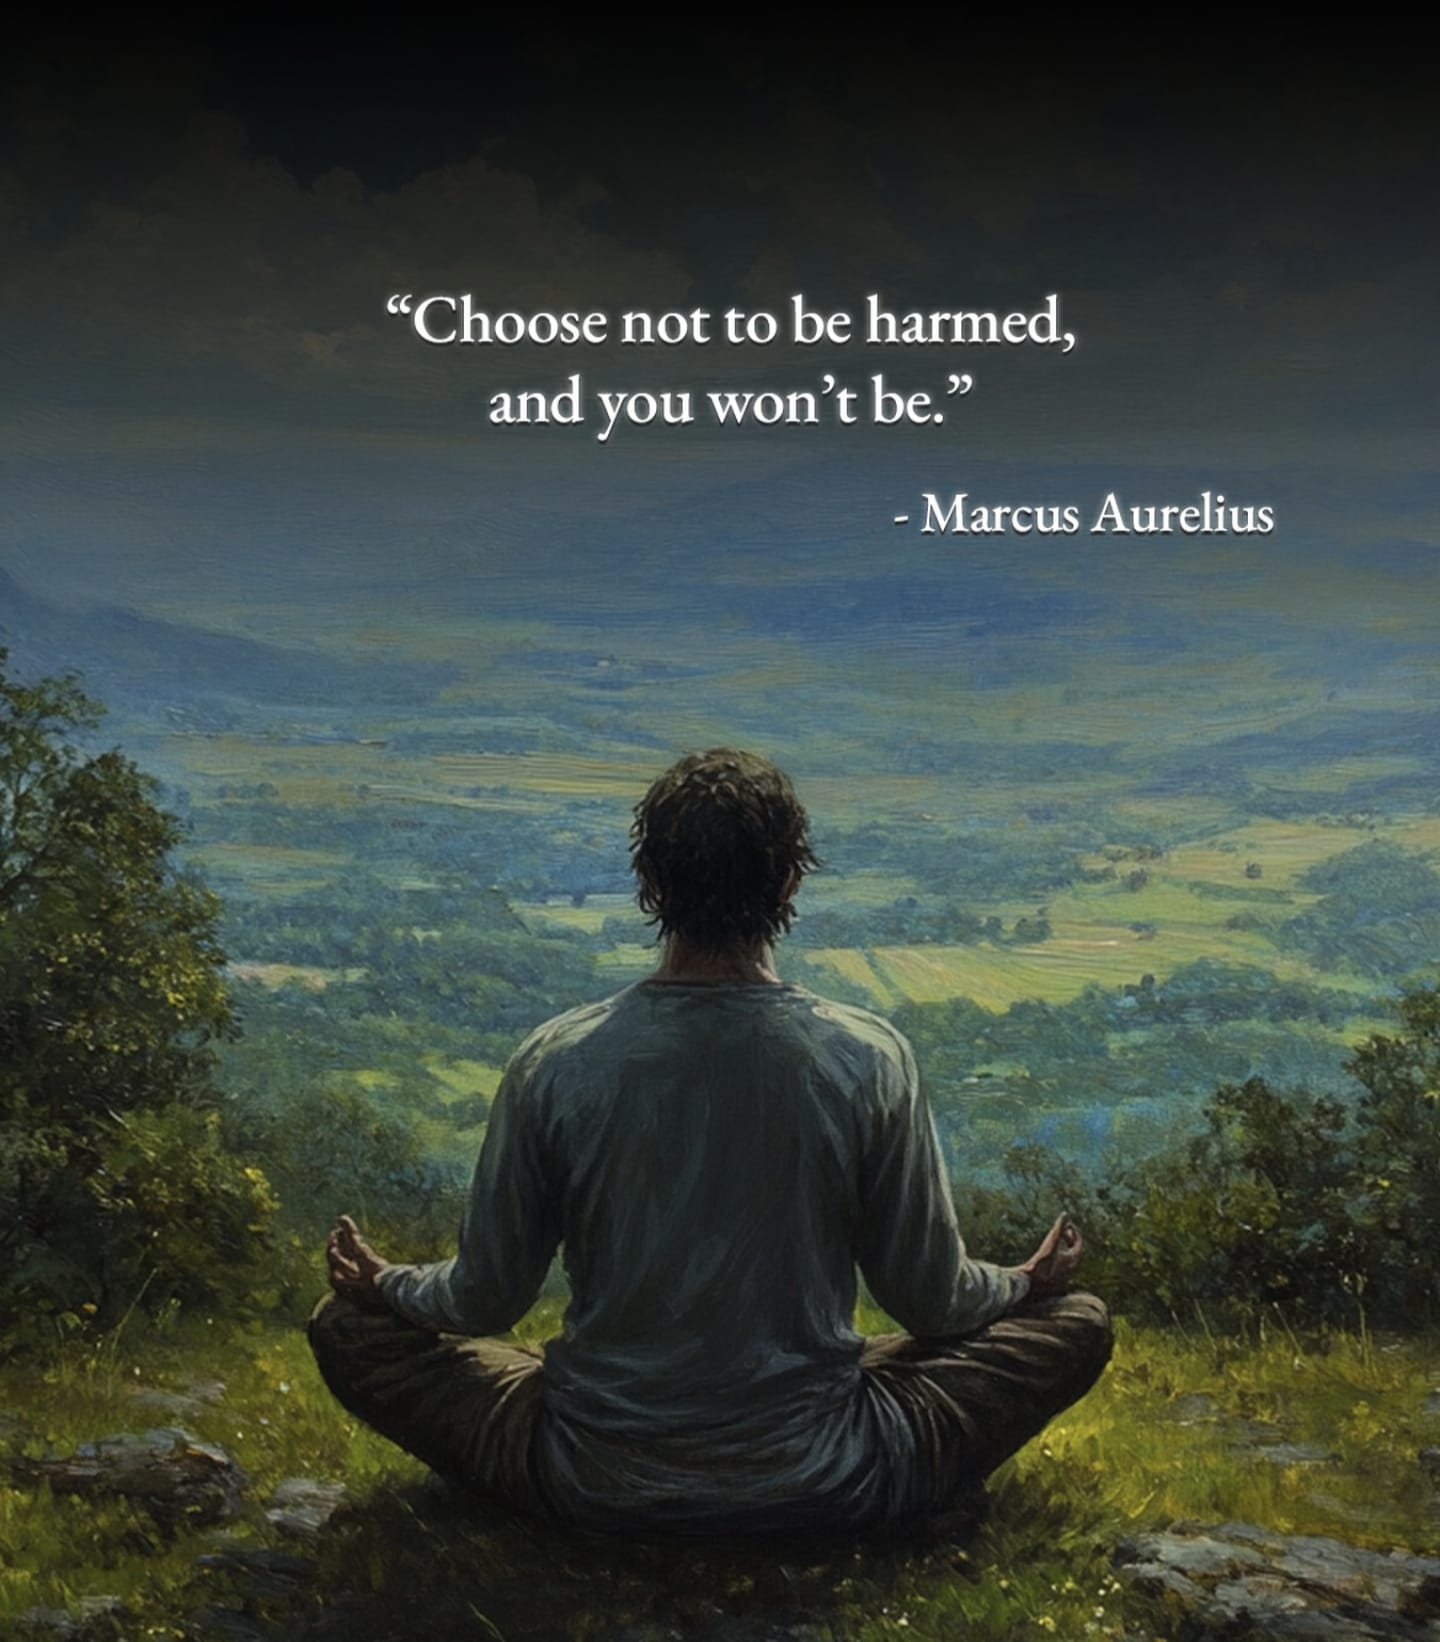 “Choose not to be harmed,
and you won’t be.”
- Marcus Aurelius